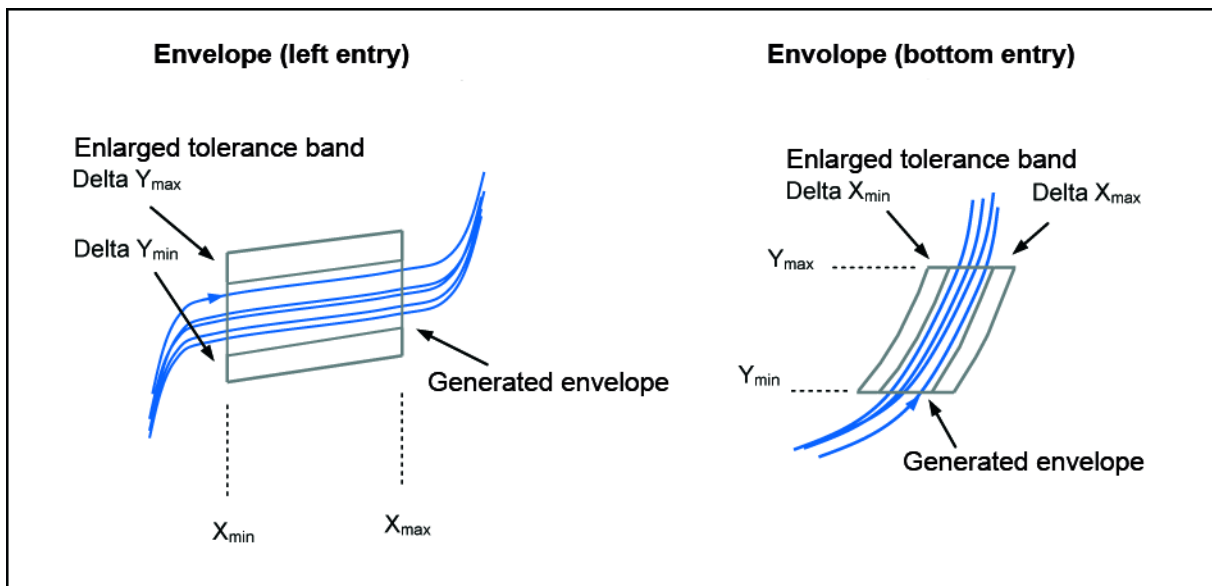 Envelope (left entry)
Enlarged tolerance band
Delta Ymax
Delta Ymin
Generated envelope
Xmin
Xmax
Envolope (bottom entry)
Enlarged tolerance band
Delta Xmin
Delta Xmax
Ymax
Ymin
Generated envelope